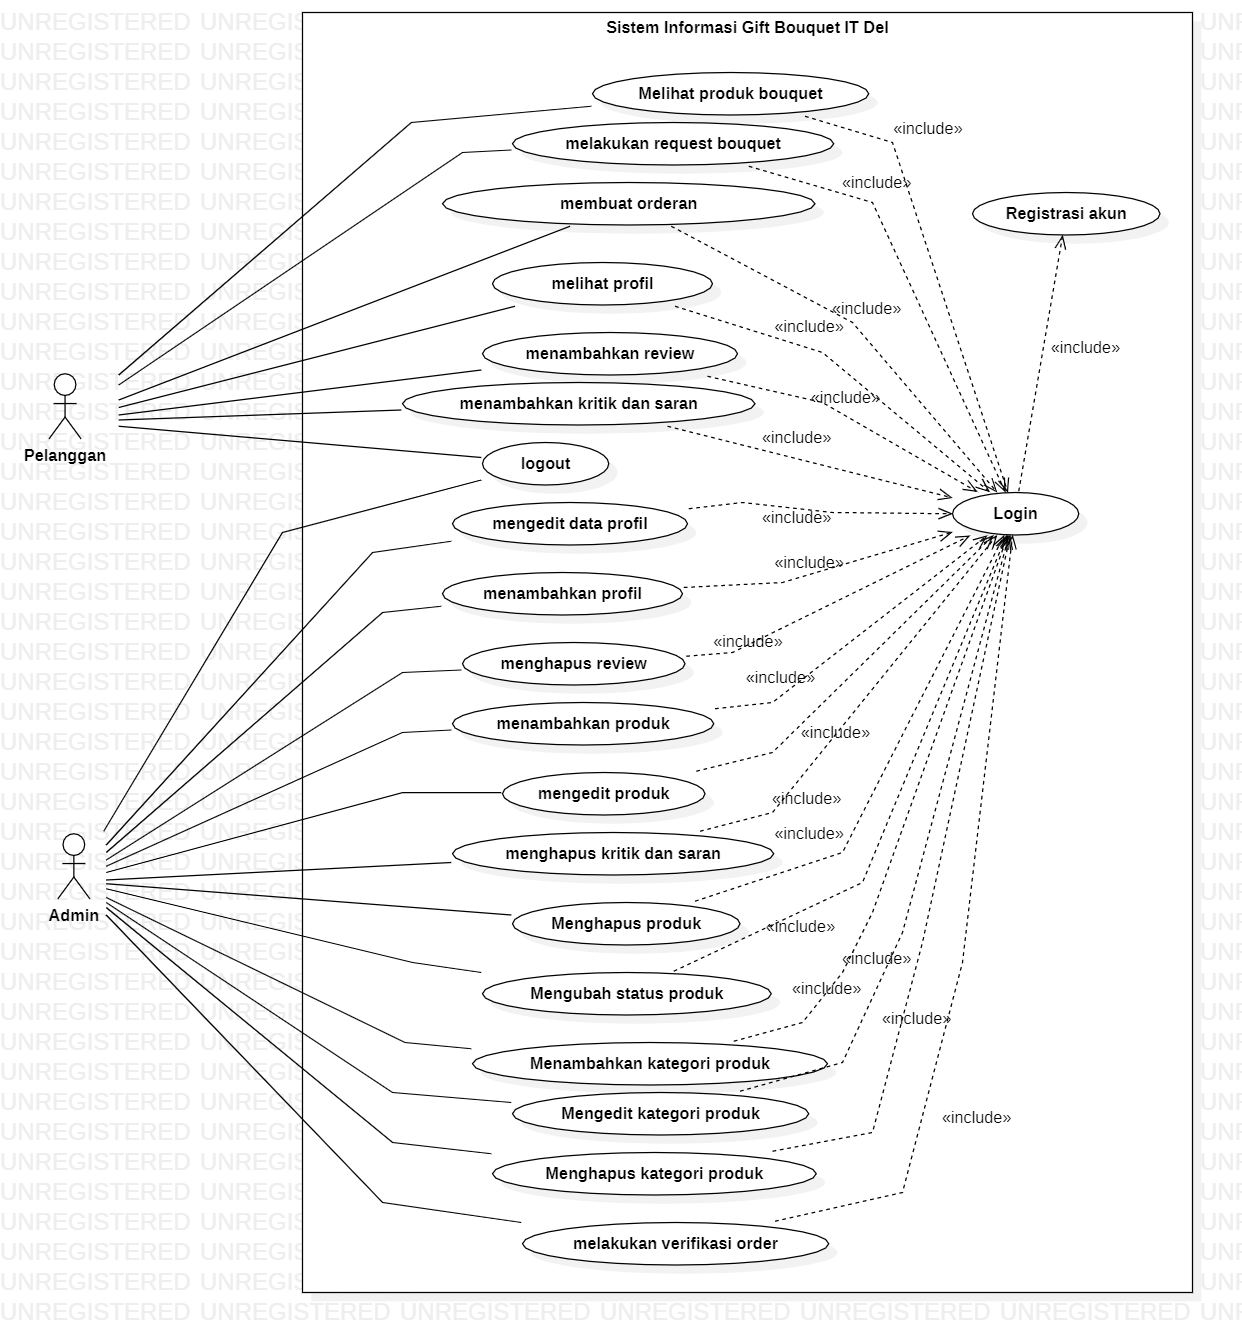 Sistem Informasi Gift Bouquet IT Del
Melihat produk bouquet
«include»
melakukan request bouquet
«include»
membuat orderan
Registrasi akun
melihat profil
«include»
«include»
menambahkan review
«include»
«include»
menambahkan kritik dan saran
«include»
Pelanggan
logout
Login
mengedit data profil
«include»
«include»
menambahkan profil
«include»
menghapus review
«include»
menambahkan produk
«include»
mengedit produk
«include»
«include»
menghapus kritik dan saran
Admin
Menghapus produk
«include»
«include»
Mengubah status produk
«include»
«include»
Menambahkan kategori produk
Mengedit kategori produk
«include»
Menghapus kategori produk
melakukan verifikasi order
UNREGISTERED UNREGISTERED UNREGISTERED UNREGISTERED UNREGISTERED UNREGISTERED UNR